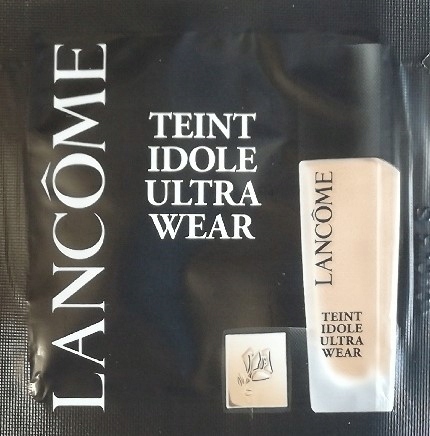 LANCÔME
TEINT
IDOLE
ULTRA
WEAR
LANCÔME
TEINT
IDOLE
ULTRA
WEAR